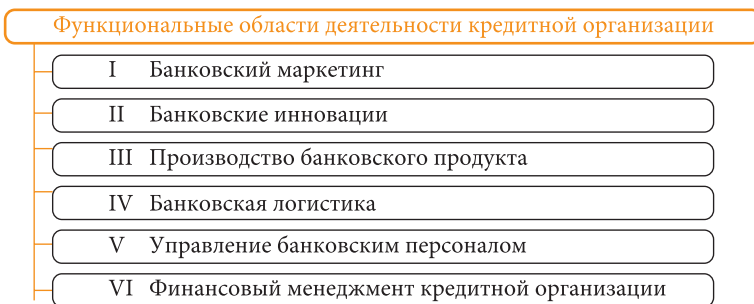 Функциональные области деятельности кредитной организации
I Банковский маркетинг
II Банковские инновации
III Производство банковского продукта
IV Банковская логистика
V Управление банковским персоналом
VI Финансовый менеджмент кредитной организации